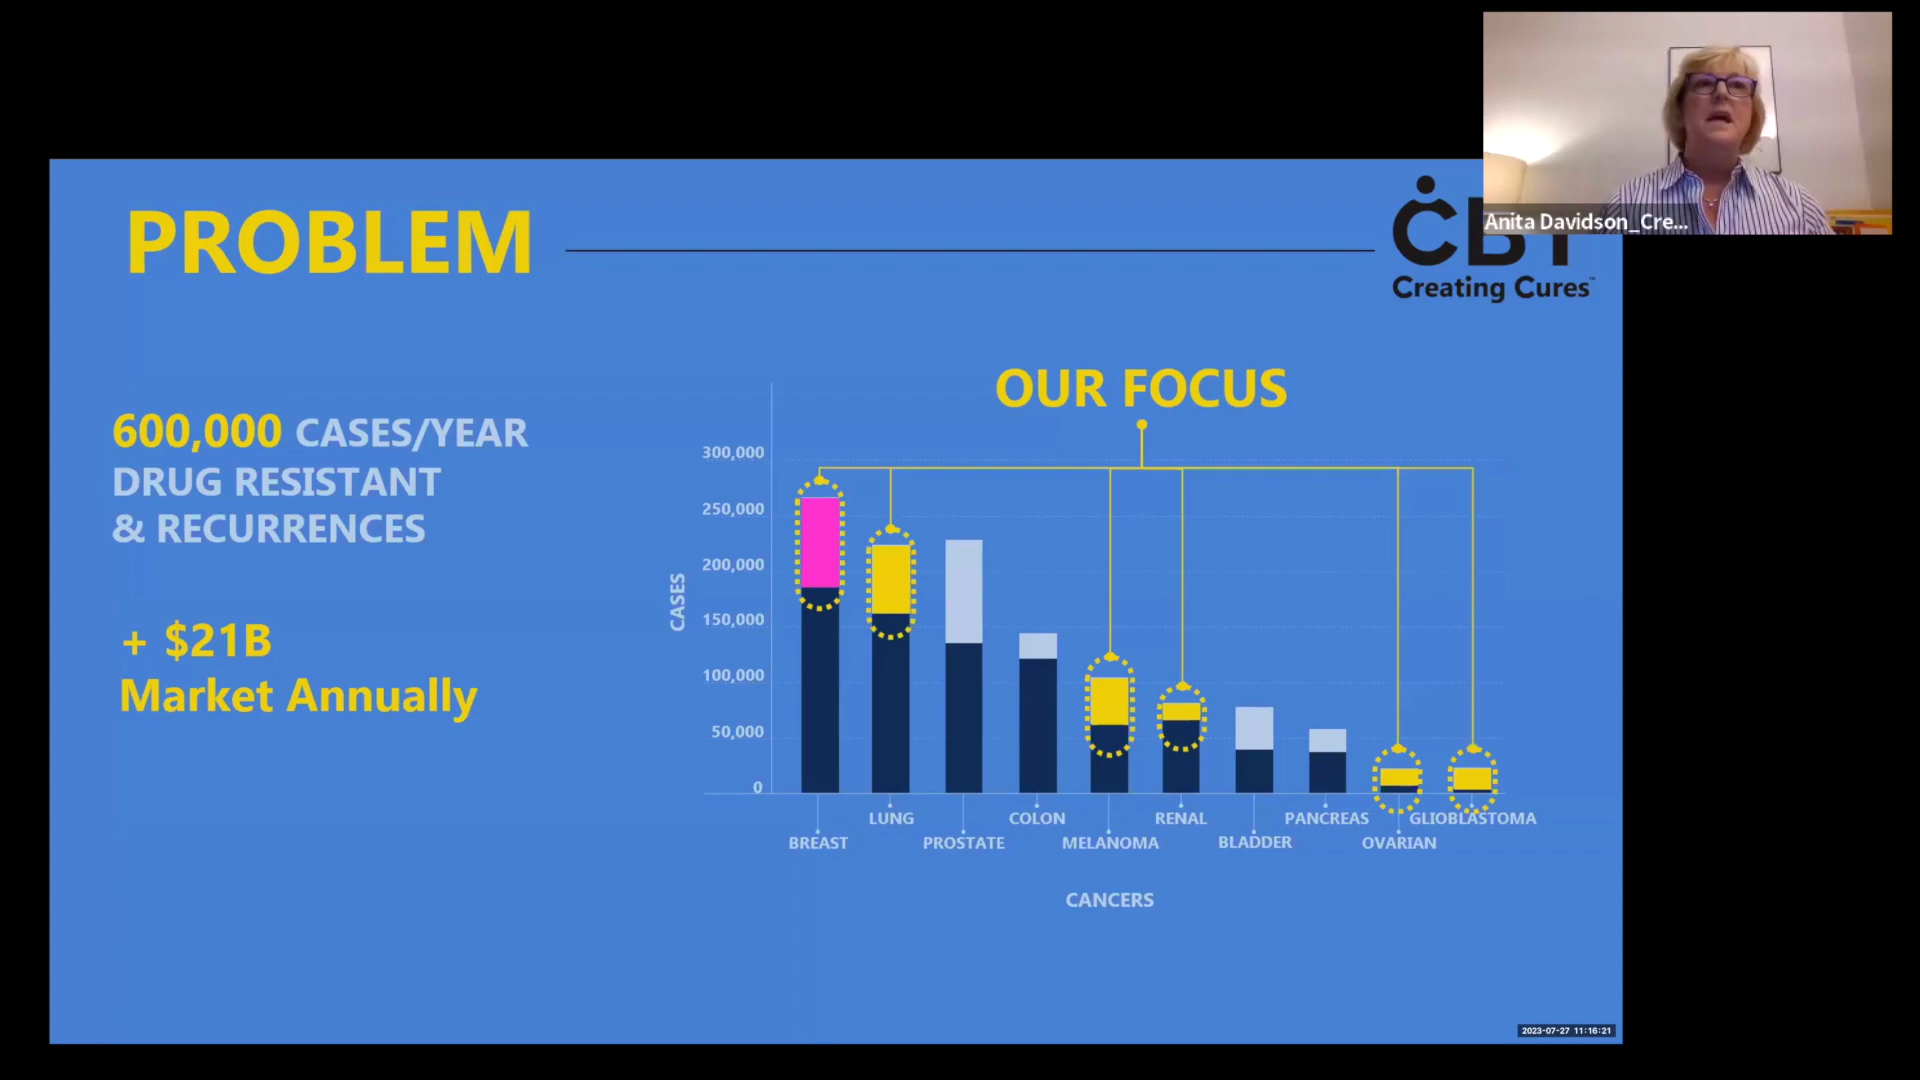 Anita Davidson_Cre...
PROBLEM
Creating Cures™
OUR FOCUS
600,000 CASES/YEAR
DRUG RESISTANT
& RECURRENCES
+ $21B
Market Annually
CASES
300,000
250,000
200,000
150,000
100,000
50,000
0
LUNG COLON RENAL PANCREAS GLIOBLASTOMA
BREAST PROSTATE MELANOMA BLADDER OVARIAN
CANCERS
2023-07-27 11:16:21